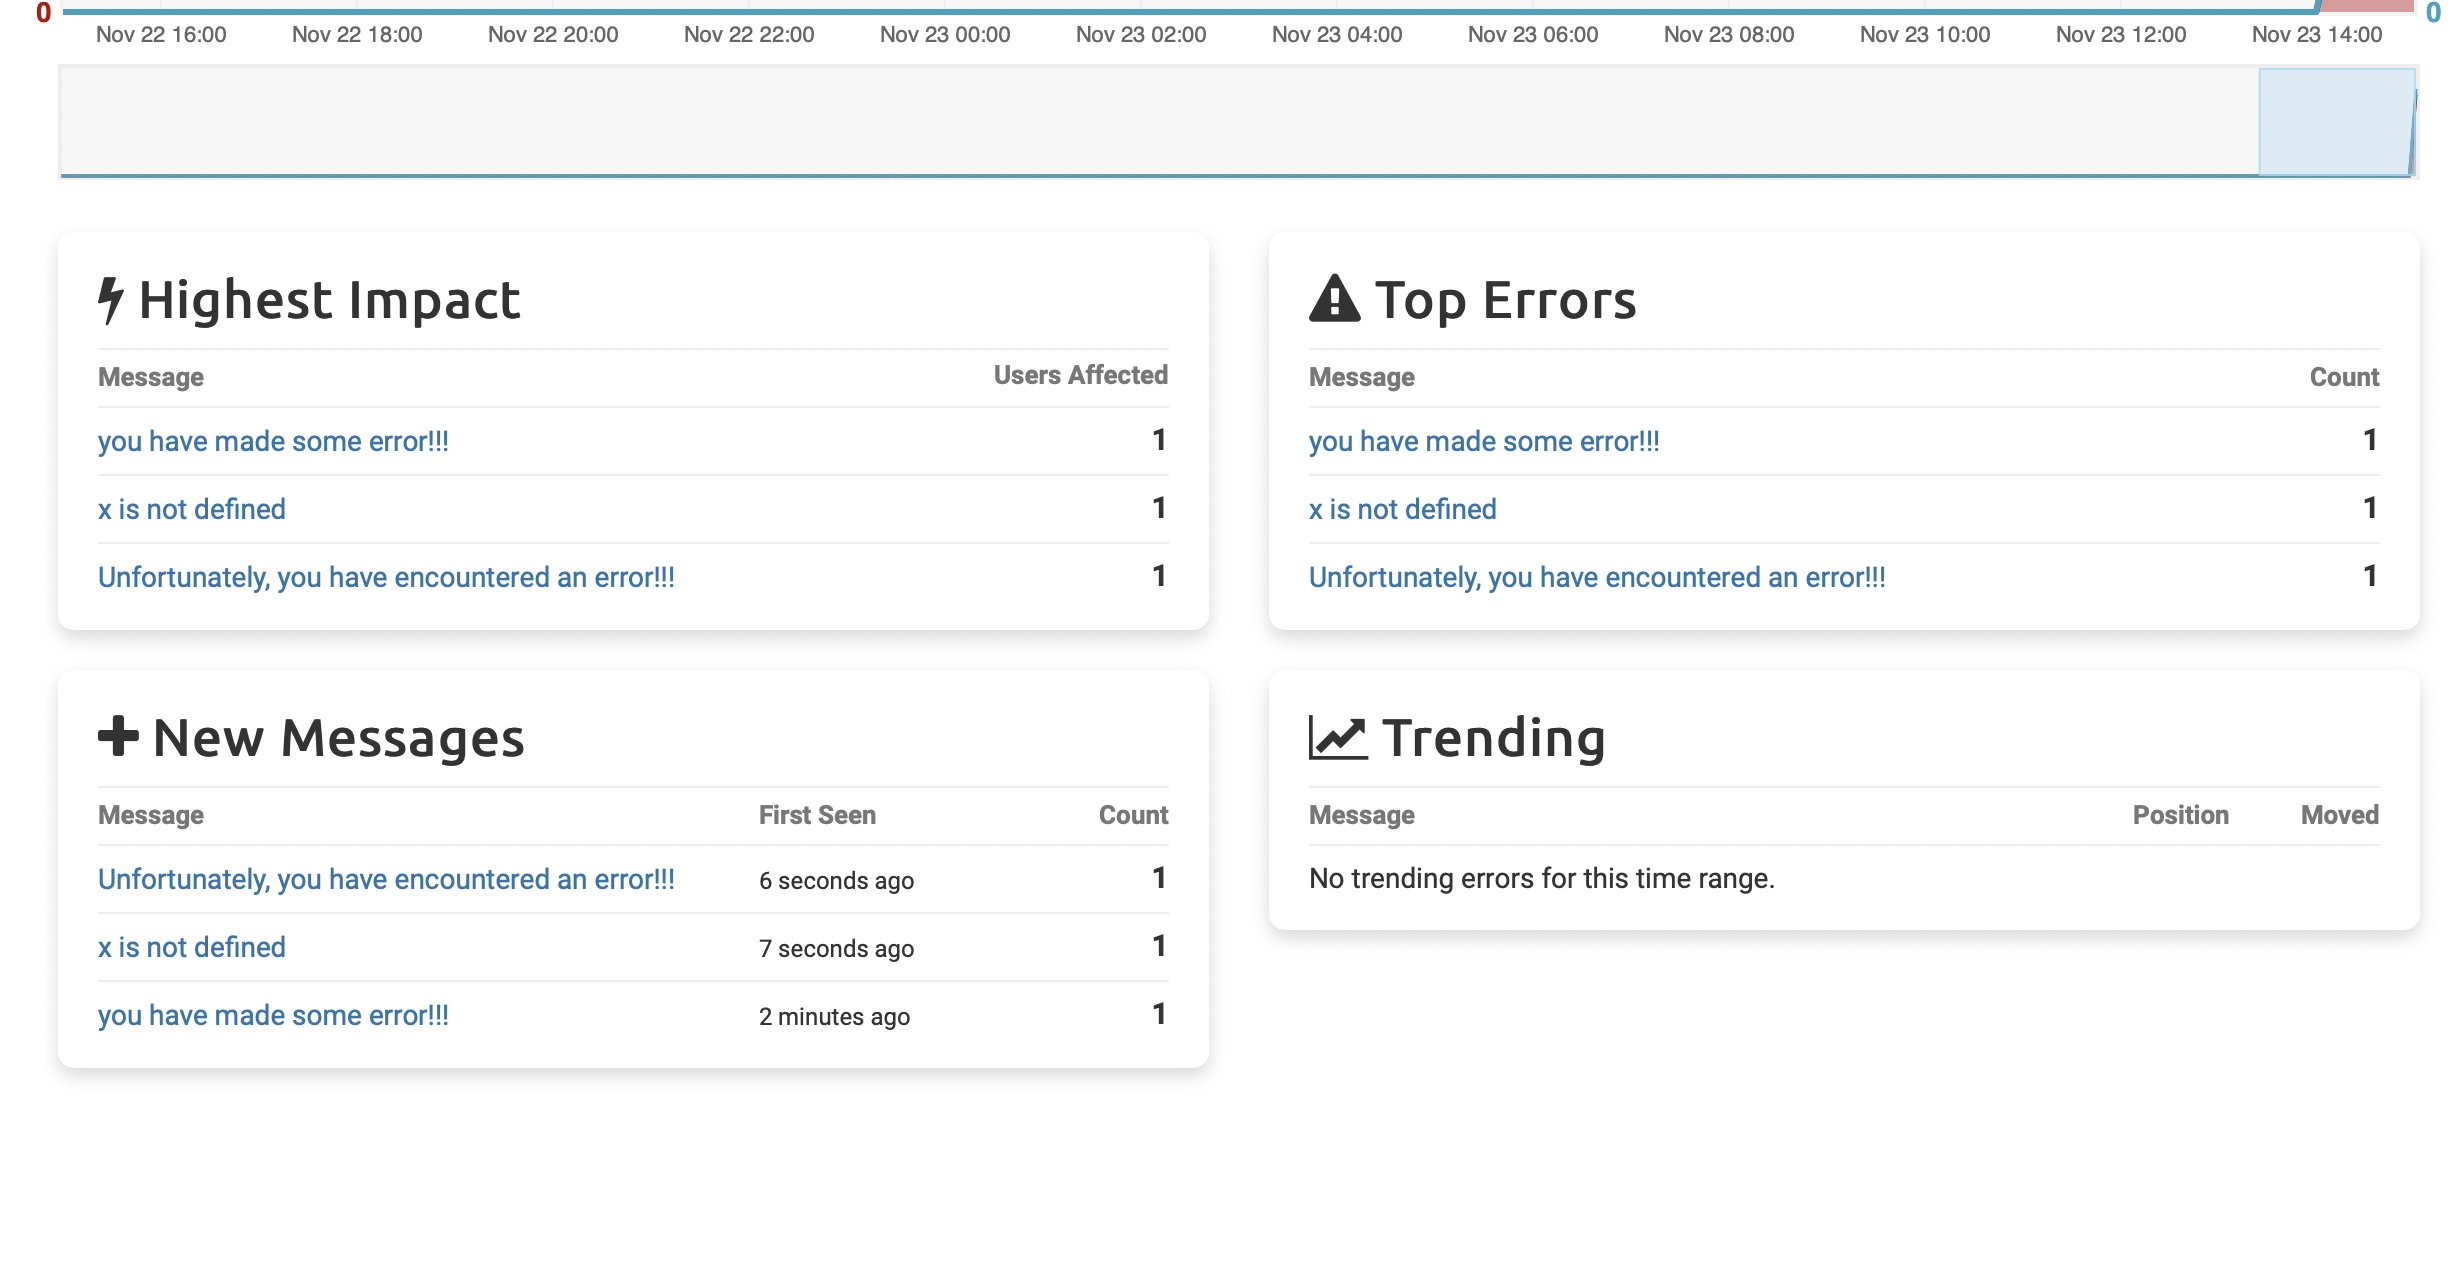 0 0
Nov 22 16:00 Nov 22 18:00 Nov 22 20:00 Nov 22 22:00 Nov 23 00:00 Nov 23 02:00 Nov 23 04:00 Nov 23 06:00 Nov 23 08:00 Nov 23 10:00 Nov 23 12:00 Nov 23 14:00
Highest Impact
Message Users Affected
you have made some error!!! 1
x is not defined 1
Unfortunately, you have encountered an error!!! 1
Top Errors
Message Count
you have made some error!!! 1
x is not defined 1
Unfortunately, you have encountered an error!!! 1
New Messages
Message First Seen Count
Unfortunately, you have encountered an error!!! 6 seconds ago 1
x is not defined 7 seconds ago 1
you have made some error!!! 2 minutes ago 1
Trending
Message Position Moved
No trending errors for this time range.